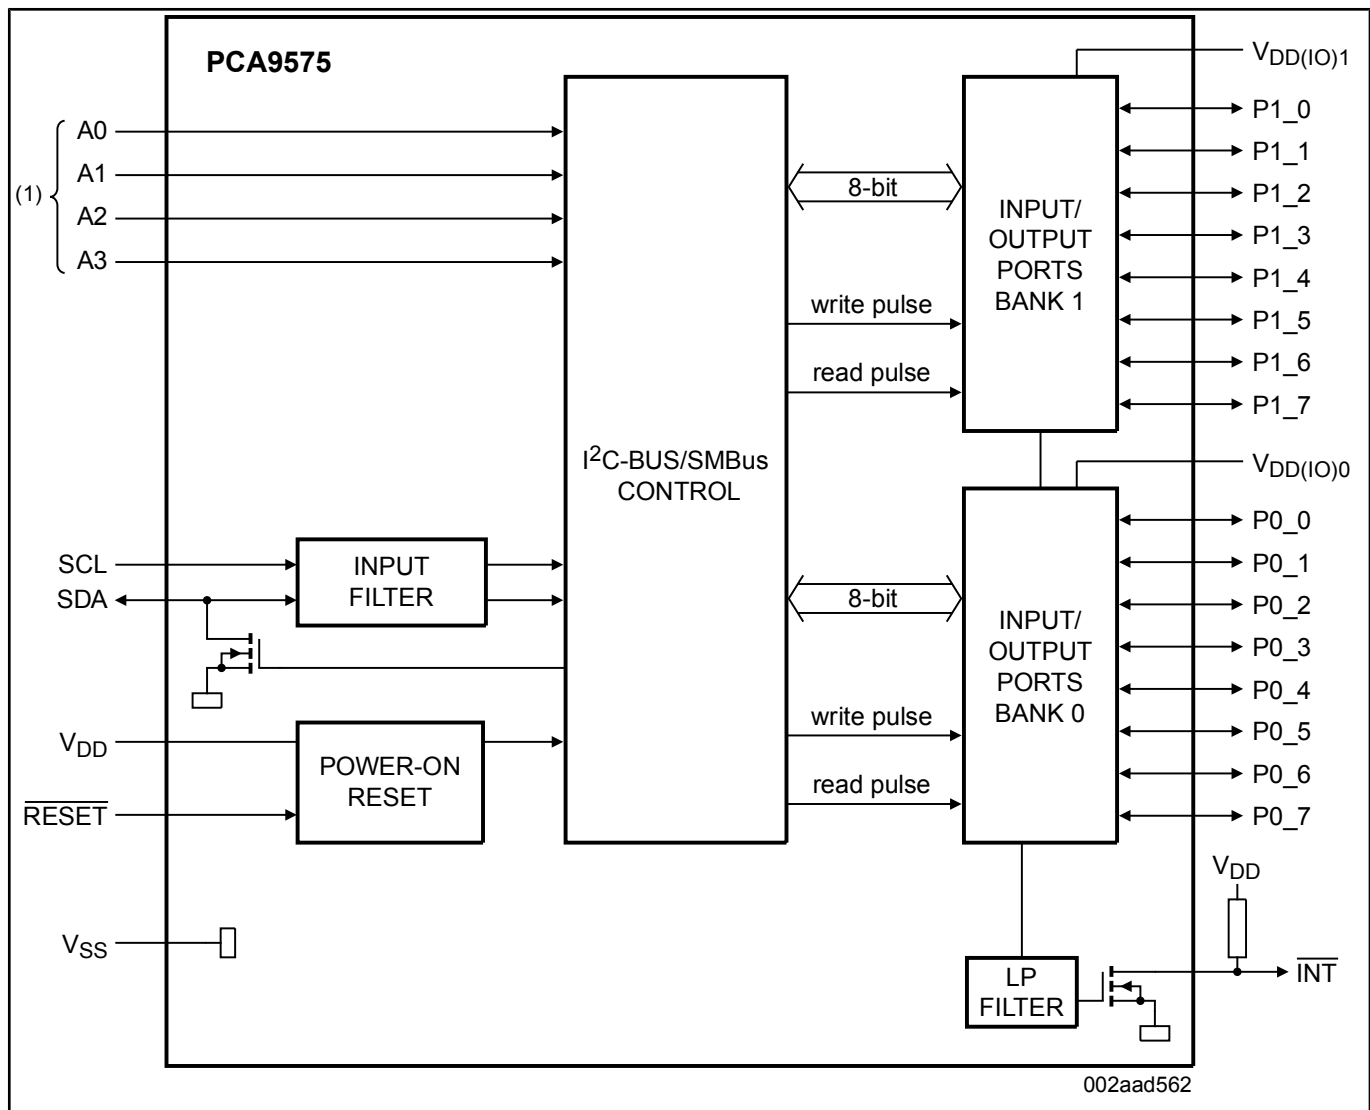 PCA9575
(1)
A0
A1
A2
A3
SCL
SDA
VDD
RESET
VSS
INPUT
FILTER
POWER-ON
RESET
I2C-BUS/SMBus
CONTROL
8-bit
write pulse
read pulse
8-bit
write pulse
read pulse
INPUT/
OUTPUT
PORTS
BANK 1
INPUT/
OUTPUT
PORTS
BANK 0
LP
FILTER
VDD(IO)1
P1_0
P1_1
P1_2
P1_3
P1_4
P1_5
P1_6
P1_7
VDD(IO)0
P0_0
P0_1
P0_2
P0_3
P0_4
P0_5
P0_6
P0_7
VDD
INT
002aad562